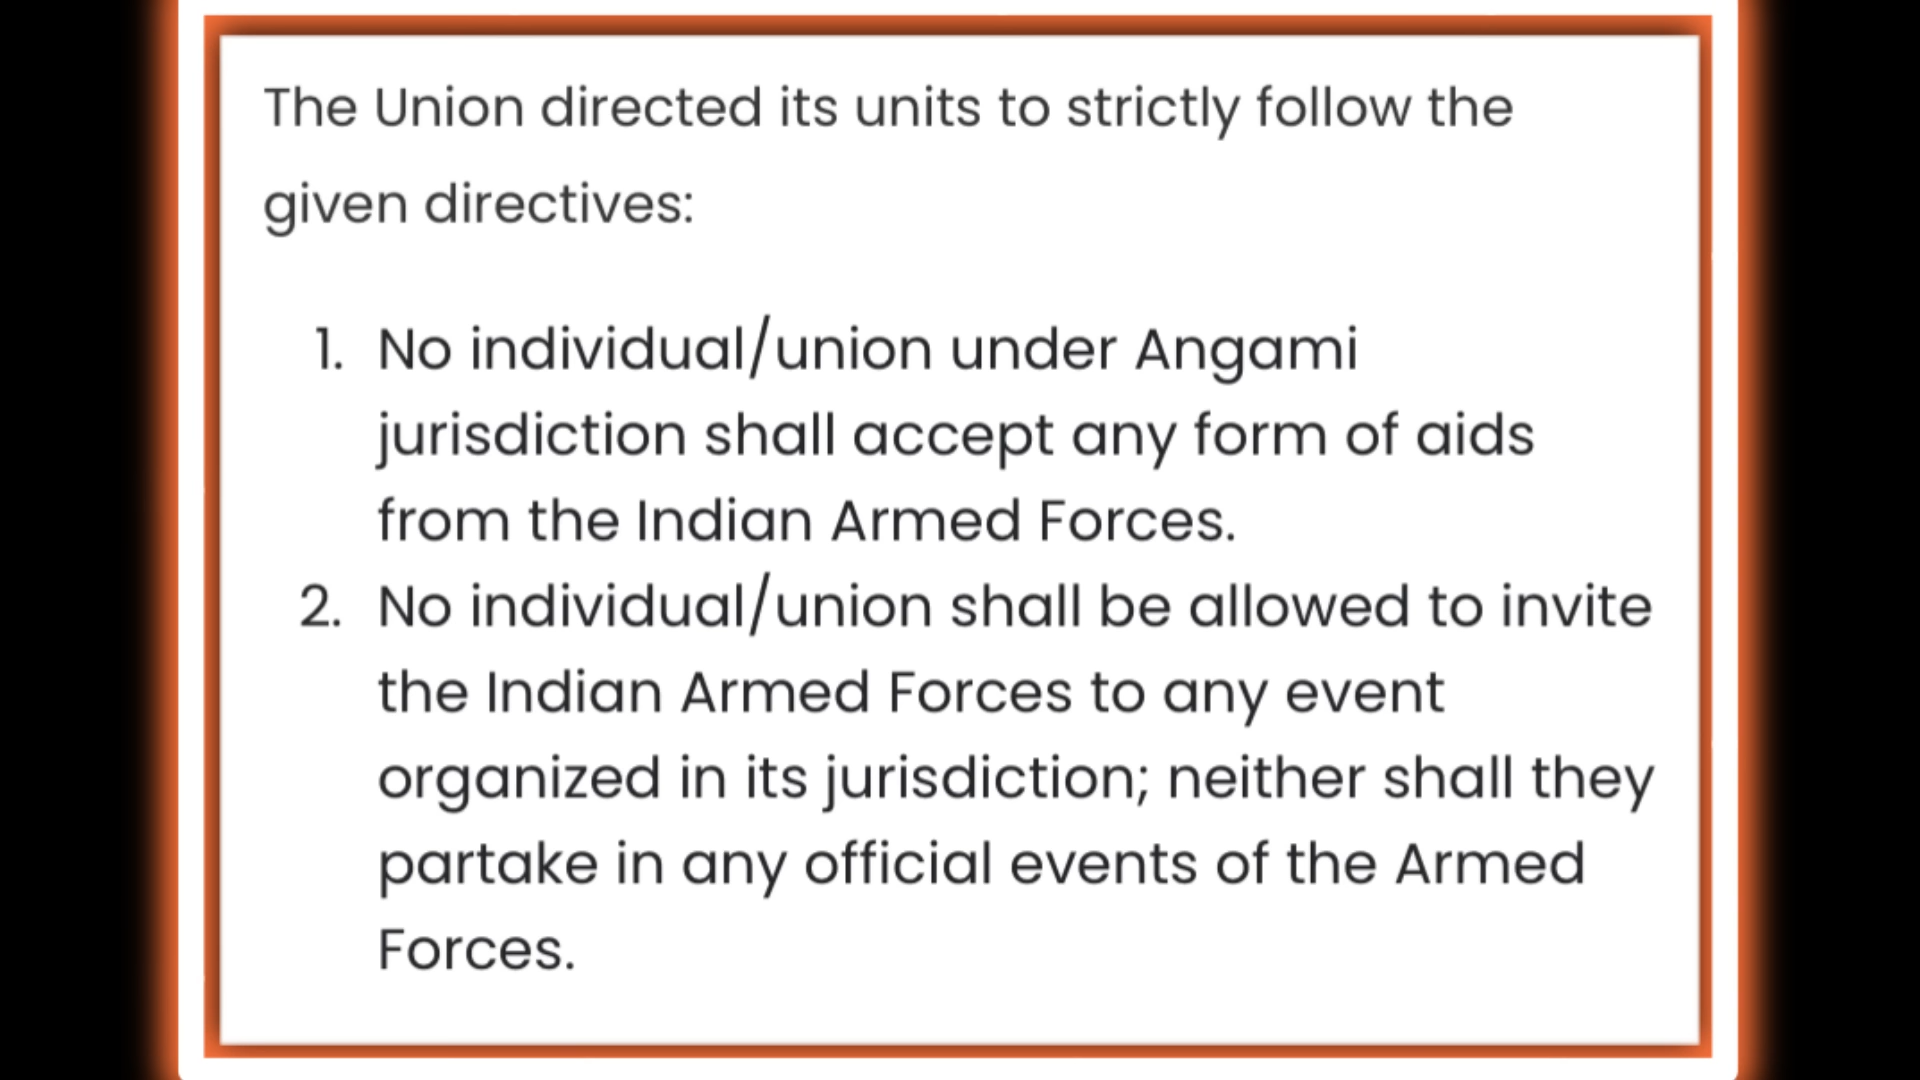 The Union directed its units to strictly follow the
given directives:
1. No individual/union under Angami
jurisdiction shall accept any form of aids
from the Indian Armed Forces.
2. No individual/union shall be allowed to invite
the Indian Armed Forces to any event
organized in its jurisdiction; neither shall they
partake in any official events of the Armed
Forces.